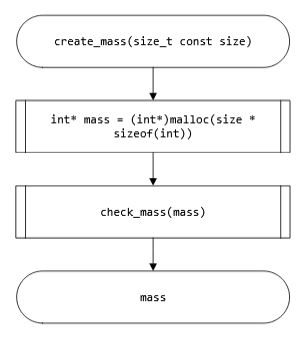 create_mass(size_t const size)
int* mass = (int*)malloc(size *
sizeof(int))
check_mass(mass)
mass